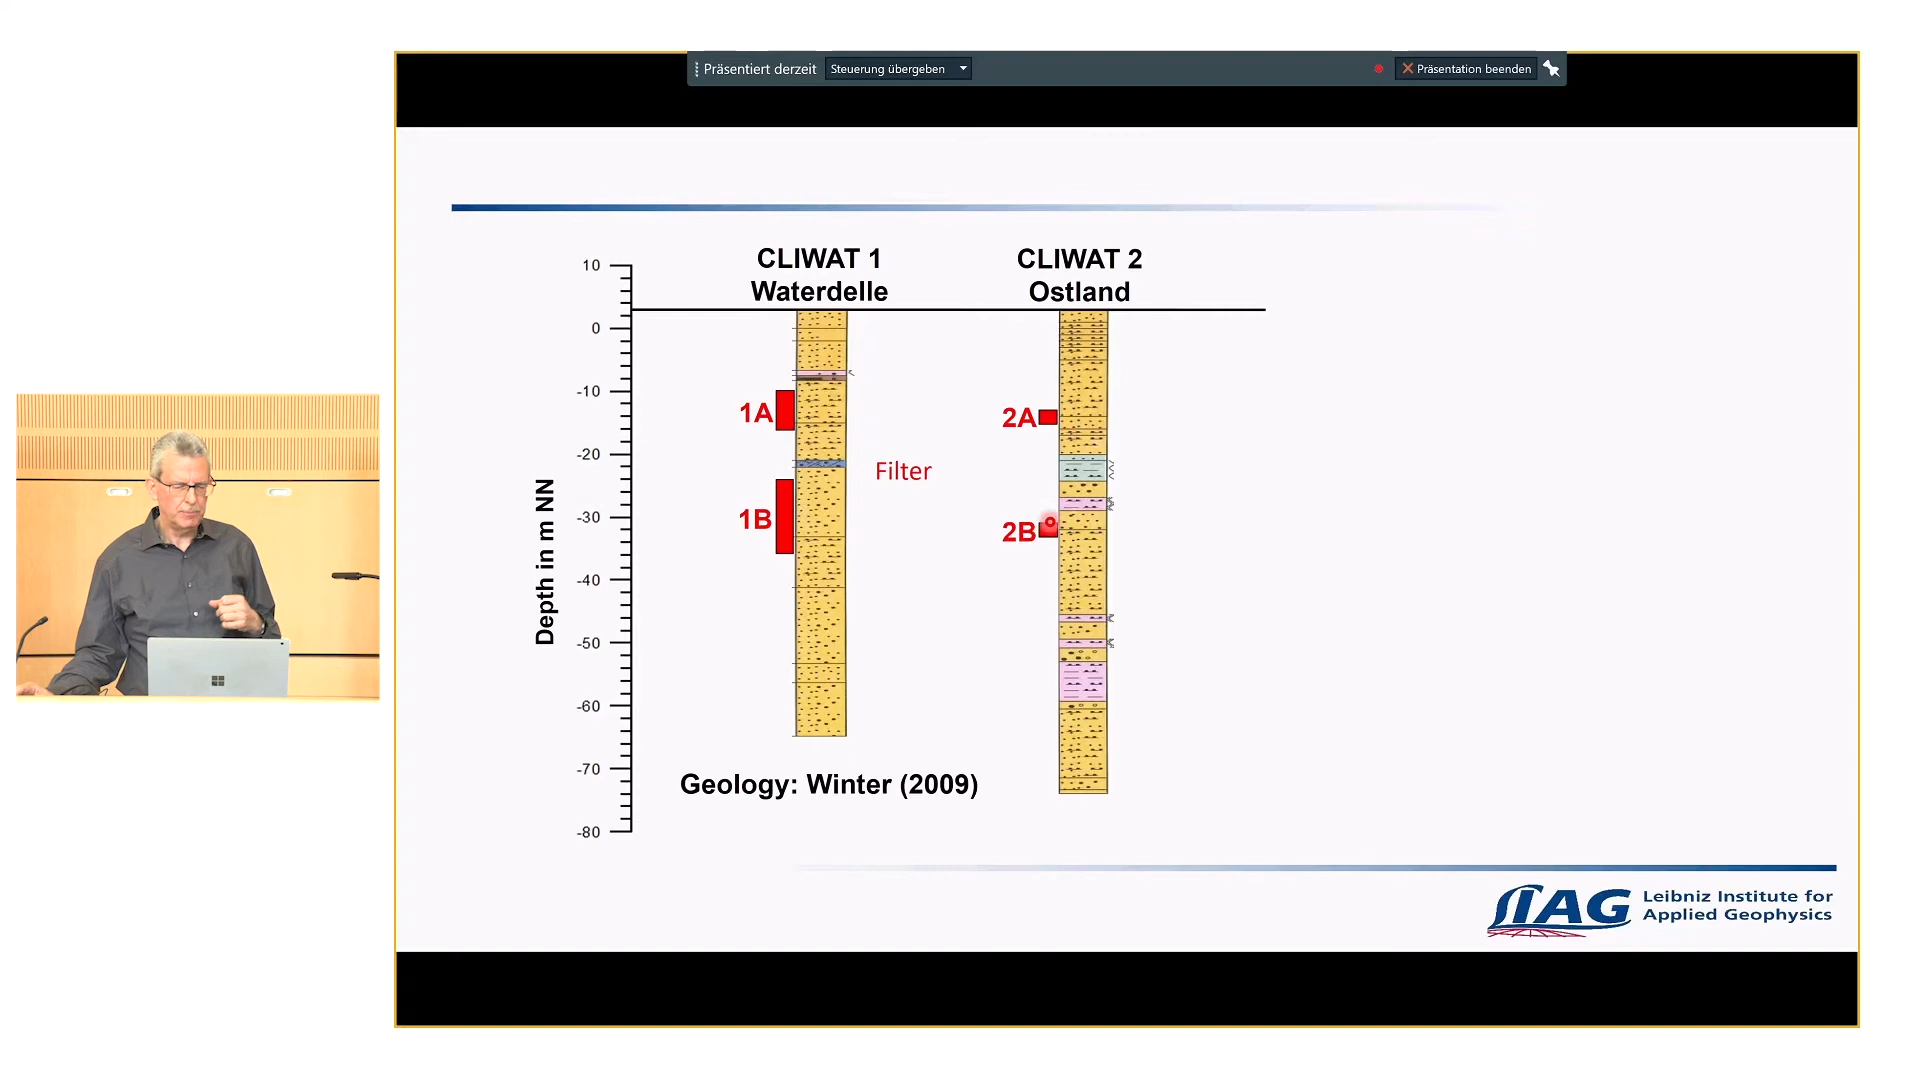 Präsentiert derzeit
Steuerung übergeben
Präsentation beenden
CLIWAT 1
Waterdelle
CLIWAT 2
Ostland
10
0
-10
-20
-30
-40
-50
-60
-70
-80
Depth in m NN
1A
1B
Filter
2A
2B
Geology: Winter (2009)
LIAG
Leibniz Institute for
Applied Geophysics